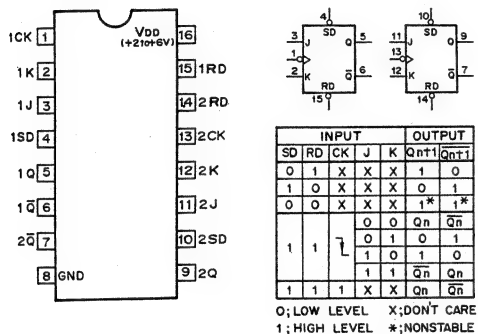 1CK 1
1K 2
1J 3
1SD 4
1Q 5
1Q̅ 6
2Q̅ 7
8 GND
VDD
(+2 to +6V)
16
15 1RD
14 2RD
13 2CK
12 2K
11 2J
10 2SD
9 2Q
4
SD
3 J Q 5
1
2 K Q̅ 6
RD
15
10
SD
11 J Q 9
13
12 K Q̅ 7
RD
14
INPUT OUTPUT
SD RD CK J K Qn+1 Q̅n̅+̅1̅
0 1 X X X 1 0
1 0 X X X 0 1
0 0 X X X 1* 1*
1 1 0 0 Qn Q̅n̅
0 1 0 1
1 0 1 0
1 1 Q̅n̅ Qn
1 1 1 X X Qn Q̅n̅
0; LOW LEVEL X; DON'T CARE
1; HIGH LEVEL *; NONSTABLE